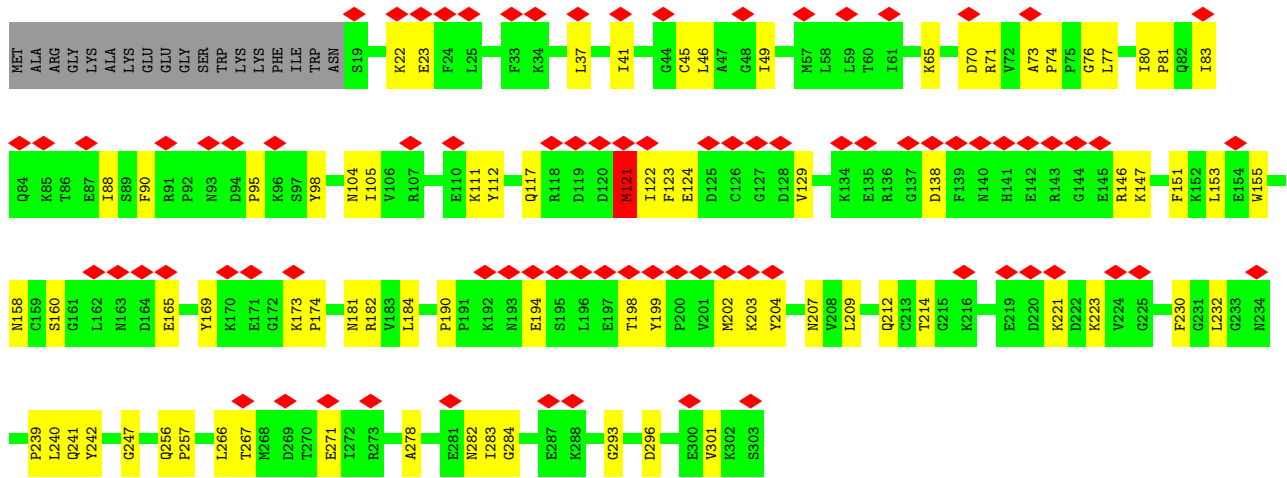 MET ALA ARG GLY LYS ALA LYS GLU GLU GLY SER TRP LYS LYS PHE ILE TRP ASN S19 K22 E23 F24 L25 F33 K34 L37 I41 G44 C45 L46 A47 G48 I49 M57 L58 L59 T60 I61 K65 D70 R71 V72 A73 P74 P75 G76 L77 I80 P81 Q82 I83
Q84 K85 T86 E87 I88 S89 F90 R91 P92 N93 D94 P95 K96 S97 Y98 N104 I105 V106 R107 E110 K111 Y112 Q117 R118 D119 D120 M121 I122 F123 E124 D125 C126 G127 D128 V129 K134 E135 R136 G137 D138 F139 N140 H141 E142 R143 G144 E145 R146 K147 F151 K152 L153 E154 W155
N158 C159 S160 G161 L162 N163 D164 E165 Y169 K170 E171 G172 K173 P174 N181 R182 V183 L184 P190 P191 K192 N193 E194 S195 L196 E197 T198 Y199 P200 V201 M202 K203 Y204 N207 V208 L209 Q212 C213 T214 G215 K216 E219 D220 K221 D222 K223 V224 G225 F230 G231 L232 G233 N234
P239 L240 Q241 Y242 G247 Q256 P257 L266 T267 M268 D269 T270 E271 I272 R273 A278 E281 N282 I283 G284 E287 K288 G293 D296 E300 V301 K302 S303